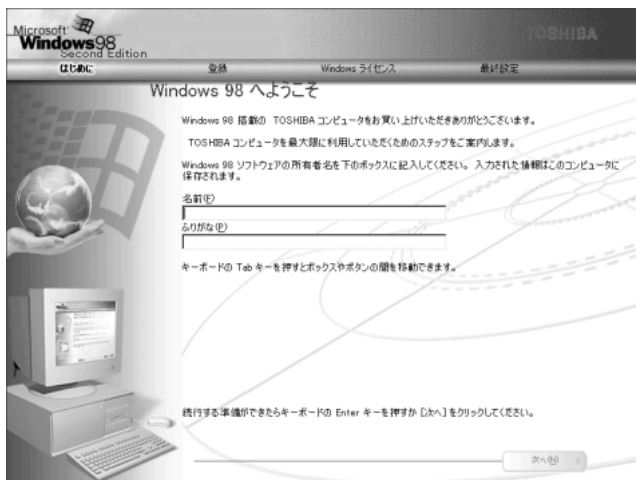 Microsoft
Windows98
Second Edition
TOSHIBA
はじめに 登録 Windows ライセンス 最終設定
Windows 98 へようこそ
Windows 98 搭載の TOSHIBA コンピュータをお買い上げいただきありがとうございます。
TOSHIBA コンピュータを最大限に利用していただくためのステップをご案内します。
Windows 98 ソフトウェアの所有者名を下のボックスに記入してください。 入力された情報はこのコンピュータに
保存されます。
名前(F)
ふりがな(P)
キーボードの Tab キーを押すとボックスやボタンの間を移動できます。
続行する準備ができたらキーボードの Enter キーを押すか [次へ] をクリックしてください。
次へ(N)